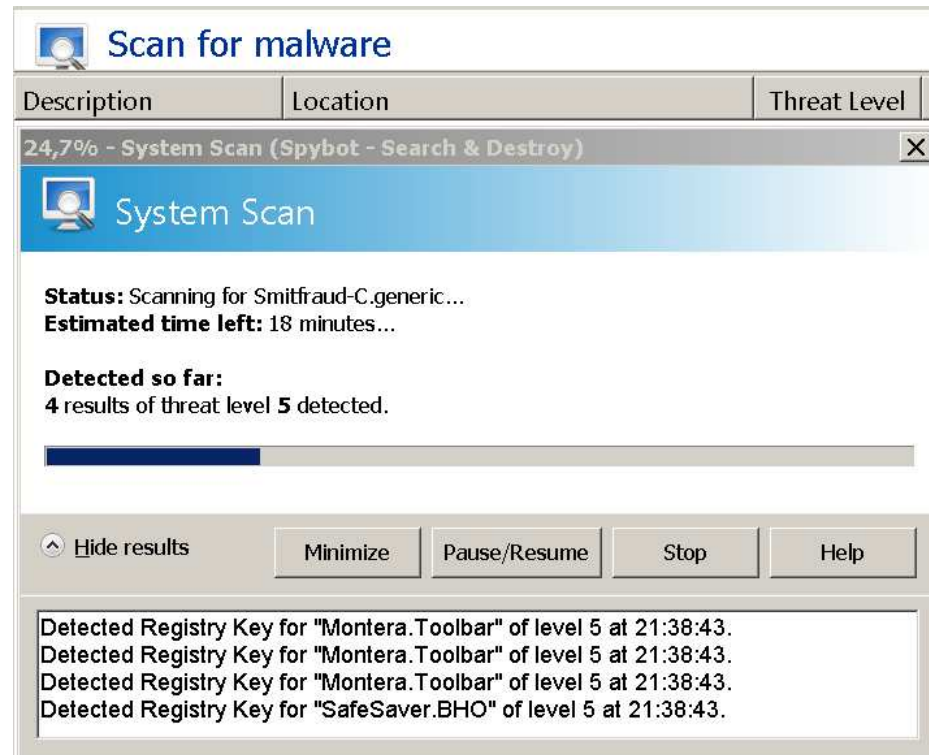 Scan for malware
Description Location Threat Level
24,7% - System Scan (Spybot - Search & Destroy)
System Scan
Status: Scanning for Smitfraud-C.generic...
Estimated time left: 18 minutes...
Detected so far:
4 results of threat level 5 detected.
Hide results Minimize Pause/Resume Stop Help
Detected Registry Key for "Montera.Toolbar" of level 5 at 21:38:43.
Detected Registry Key for "Montera.Toolbar" of level 5 at 21:38:43.
Detected Registry Key for "Montera.Toolbar" of level 5 at 21:38:43.
Detected Registry Key for "SafeSaver.BHO" of level 5 at 21:38:43.